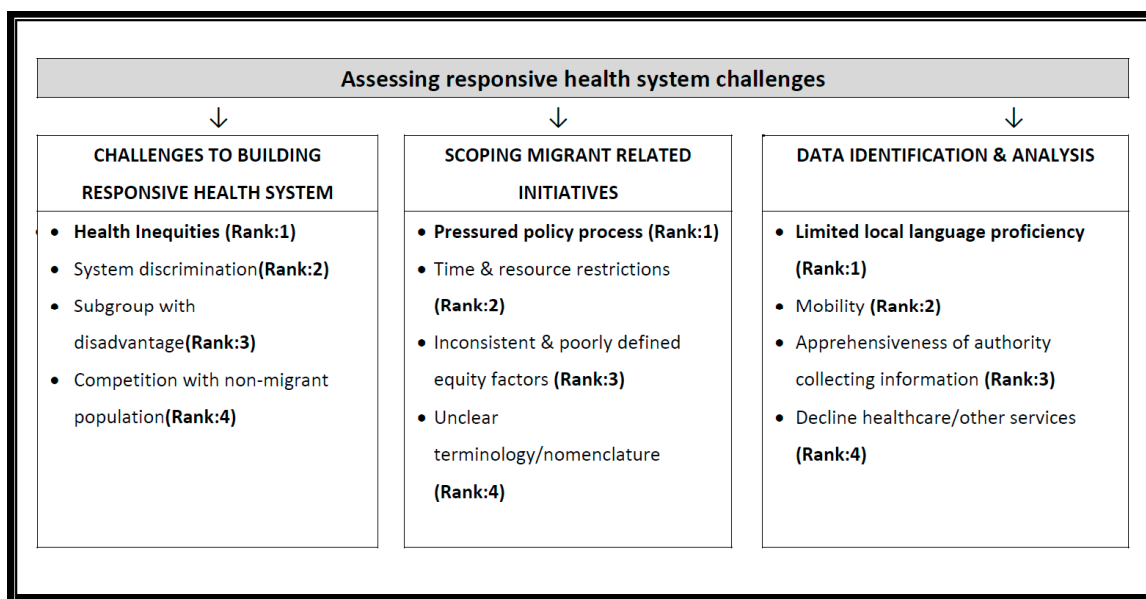 Assessing responsive health system challenges
↓ ↓ ↓
CHALLENGES TO BUILDING
RESPONSIVE HEALTH SYSTEM
• Health Inequities (Rank:1)
• System discrimination(Rank:2)
• Subgroup with
disadvantage(Rank:3)
• Competition with non-migrant
population(Rank:4)
SCOPING MIGRANT RELATED
INITIATIVES
• Pressured policy process (Rank:1)
• Time & resource restrictions
(Rank:2)
• Inconsistent & poorly defined
equity factors (Rank:3)
• Unclear
terminology/nomenclature
(Rank:4)
DATA IDENTIFICATION & ANALYSIS
• Limited local language proficiency
(Rank:1)
• Mobility (Rank:2)
• Apprehensiveness of authority
collecting information (Rank:3)
• Decline healthcare/other services
(Rank:4)